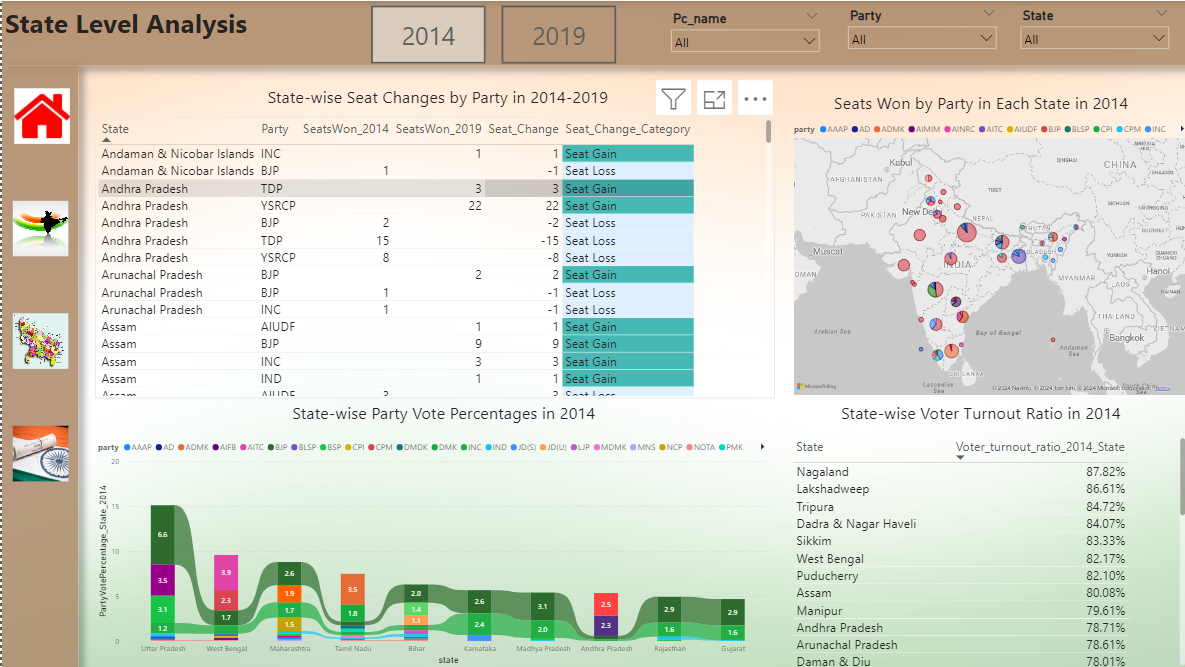 State Level Analysis
2014
2019
Pc_name
All
Party
All
State
All
State-wise Seat Changes by Party in 2014-2019
State Party SeatsWon_2014 SeatsWon_2019 Seat_Change Seat_Change_Category
Andaman & Nicobar Islands INC 1 1 Seat Gain
Andaman & Nicobar Islands BJP 1 -1 Seat Loss
Andhra Pradesh TDP 3 3 Seat Gain
Andhra Pradesh YSRCP 22 22 Seat Gain
Andhra Pradesh BJP 2 -2 Seat Loss
Andhra Pradesh TDP 15 -15 Seat Loss
Andhra Pradesh YSRCP 8 -8 Seat Loss
Arunachal Pradesh BJP 2 2 Seat Gain
Arunachal Pradesh BJP 1 -1 Seat Loss
Arunachal Pradesh INC 1 -1 Seat Loss
Assam AIUDF 1 1 Seat Gain
Assam BJP 9 9 Seat Gain
Assam INC 3 3 Seat Gain
Assam IND 1 1 Seat Gain
Assam AIUDF 3 -3 Seat Loss
Seats Won by Party in Each State in 2014
party AAAP AD ADMK AIMIM AINRC AITC AIUDF BJP BLSP CPI CPM INC
Kabul
AFGHANISTAN
QINGHAI
CHINA
TIBET
PAKISTAN
New Delhi
NEPAL
SICHUAN
CHONGQING
BHUTAN
GUIZHOU
Muscat
OMAN
INDIA
YUNNAN
MYANMAR
Hanoi
LAOS
THAILAND
VIETNAM
Arabian Sea
Bay of Bengal
Bangkok
Andaman
Sea
SRI LANKA
Laccadive
Sea
Microsoft Bing
© 2024 TomTom, © 2024 Microsoft Corporation Terms
State-wise Party Vote Percentages in 2014
party AAAP AD ADMK AIFB AITC BJP BLSP BSP CPI CPM DMDK DMK INC IND JD(S) JD(U) LJP MDMK MNS NCP NOTA PMK
PartyVotePercentage_State_2014
20
15
10
5
0
6.6
3.5
3.1
1.2
3.9
2.3
1.7
2.6
1.9
1.7
1.5
3.5
1.8
2.0
1.4
1.1
2.6
2.4
3.1
2.0
2.5
2.3
2.9
1.6
2.9
1.6
Uttar Pradesh West Bengal Maharashtra Tamil Nadu Bihar Karnataka Madhya Pradesh Andhra Pradesh Rajasthan Gujarat
state
State-wise Voter Turnout Ratio in 2014
State Voter_turnout_ratio_2014_State
Nagaland 87.82%
Lakshadweep 86.61%
Tripura 84.72%
Dadra & Nagar Haveli 84.07%
Sikkim 83.33%
West Bengal 82.17%
Puducherry 82.10%
Assam 80.08%
Manipur 79.61%
Andhra Pradesh 78.71%
Arunachal Pradesh 78.61%
Daman & Diu 78.01%